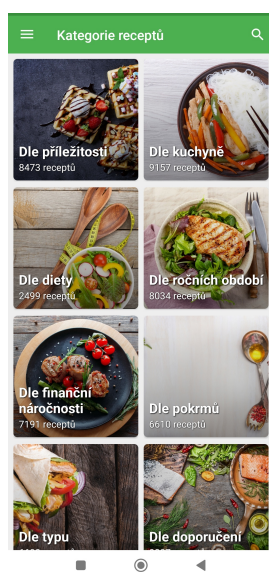 Kategorie receptů
Dle příležitosti
8473 receptů
Dle kuchyně
9157 receptů
Dle diety
2499 receptů
Dle ročních období
8034 receptů
Dle finanční
náročnosti
7191 receptů
Dle pokrmů
6610 receptů
Dle typu
Dle doporučení